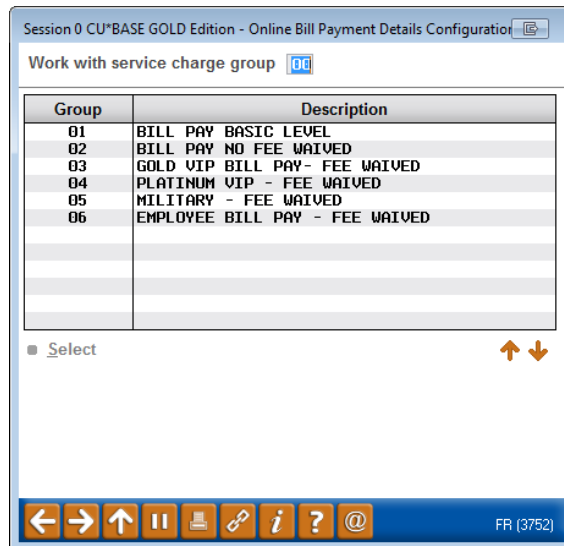 Session 0 CU*BASE GOLD Edition - Online Bill Payment Details Configuration
Work with service charge group 00
Group Description
01 BILL PAY BASIC LEVEL
02 BILL PAY NO FEE WAIVED
03 GOLD VIP BILL PAY- FEE WAIVED
04 PLATINUM VIP - FEE WAIVED
05 MILITARY - FEE WAIVED
06 EMPLOYEE BILL PAY - FEE WAIVED
Select
FR (3752)